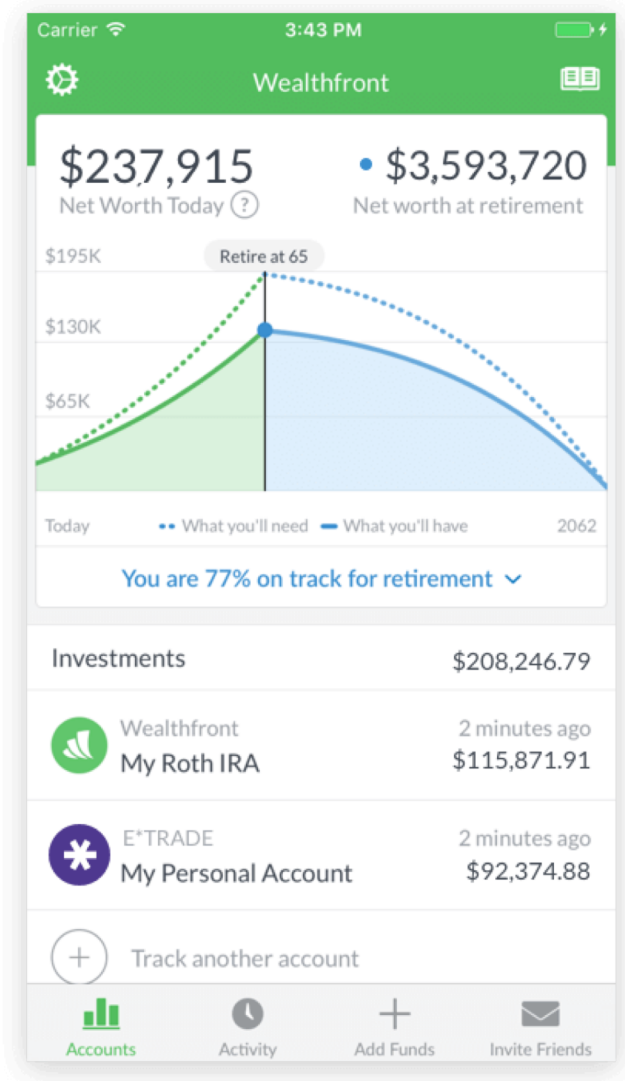 Carrier 3:43 PM
Wealthfront
$237,915 $3,593,720
Net Worth Today ? Net worth at retirement
$195K Retire at 65
$130K
$65K
Today What you'll need What you'll have 2062
You are 77% on track for retirement
Investments $208,246.79
Wealthfront 2 minutes ago
My Roth IRA $115,871.91
E*TRADE 2 minutes ago
My Personal Account $92,374.88
+ Track another account
Accounts Activity Add Funds Invite Friends